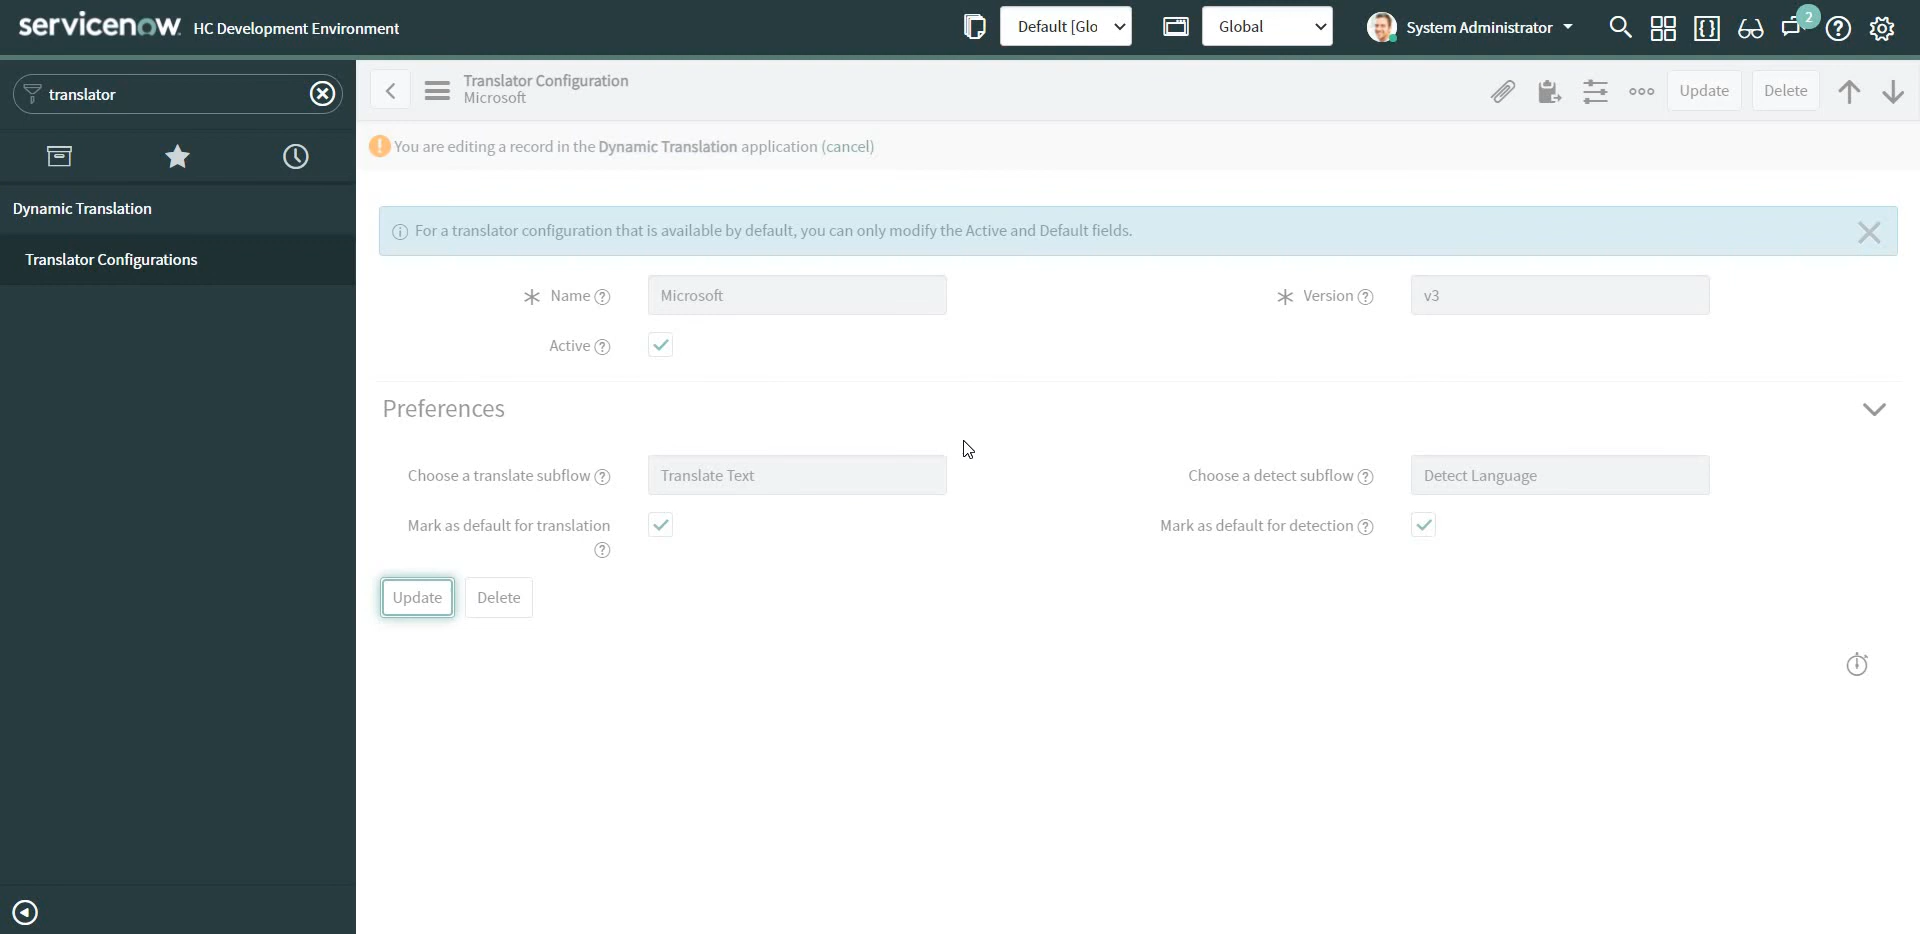 servicenow. HC Development Environment
Default [Glo
Global
System Administrator
2
translator
Translator Configuration
Microsoft
Update
Delete
You are editing a record in the Dynamic Translation application (cancel)
Dynamic Translation
Translator Configurations
For a translator configuration that is available by default, you can only modify the Active and Default fields.
Name
Microsoft
Version
v3
Active
Preferences
Choose a translate subflow
Translate Text
Choose a detect subflow
Detect Language
Mark as default for translation
Mark as default for detection
Update
Delete